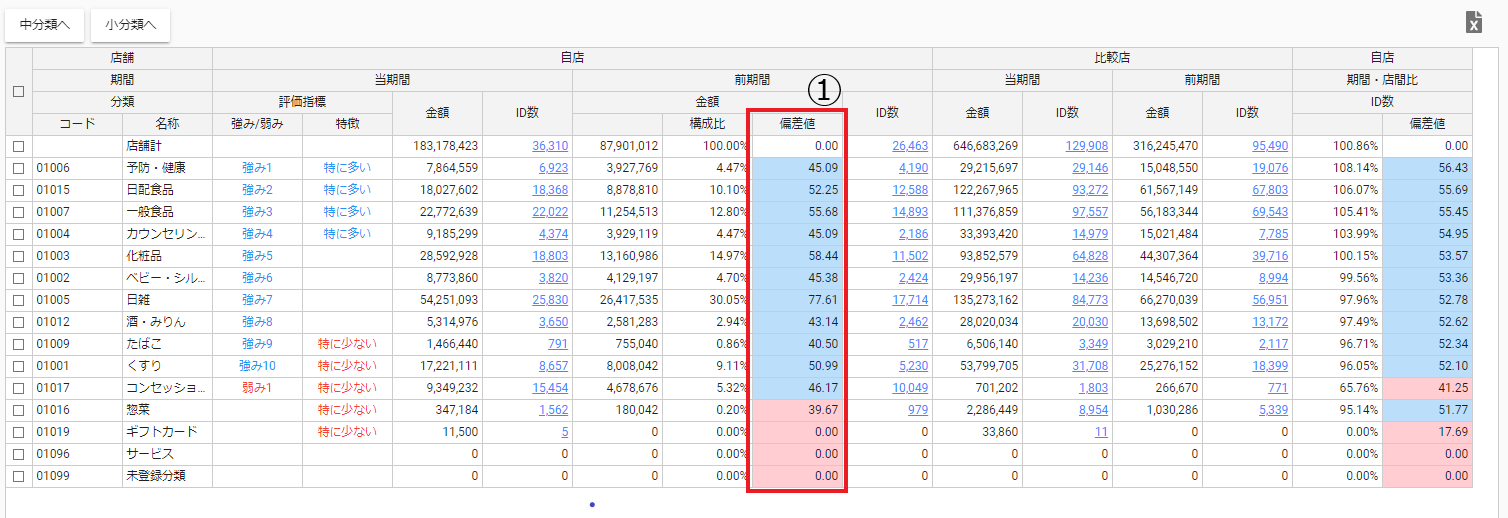 中分類へ 小分類へ
①
店舗 自店 比較店 自店
期間 当期間 前期間 当期間 前期間 期間・店間比
分類 評価指標 金額 ID数 金額 ID数 金額 ID数 金額 ID数 ID数
コード 名称 強み/弱み 特徴 構成比 偏差値 偏差値
店舗計 183,178,423 36,310 87,901,012 100.00% 0.00 26,463 646,683,269 129,908 316,245,470 95,490 100.86% 0.00
01006 予防・健康 強み1 特に多い 7,864,559 6,923 3,927,769 4.47% 45.09 4,190 29,215,697 29,146 15,048,550 19,076 108.14% 56.43
01015 日配食品 強み2 特に多い 18,027,602 18,368 8,878,810 10.10% 52.25 12,588 122,267,965 93,272 61,567,149 67,803 106.07% 55.69
01007 一般食品 強み3 特に多い 22,772,639 22,022 11,254,513 12.80% 55.68 14,893 111,376,859 97,557 56,183,344 69,543 105.41% 55.45
01004 カウンセリン... 強み4 特に多い 9,185,299 4,374 3,929,119 4.47% 45.09 2,186 33,393,420 14,979 15,021,484 7,785 103.99% 54.95
01003 化粧品 強み5 28,592,928 18,803 13,160,986 14.97% 58.44 11,502 93,852,579 64,828 44,307,364 39,716 100.15% 53.57
01002 ベビー・シル... 強み6 8,773,860 3,820 4,129,197 4.70% 45.38 2,424 29,956,197 14,236 14,546,720 8,994 99.56% 53.36
01005 日雑 強み7 54,251,093 25,830 26,417,535 30.05% 77.61 17,714 135,273,162 84,773 66,270,039 56,951 97.96% 52.78
01012 酒・みりん 強み8 5,314,976 3,650 2,581,283 2.94% 43.14 2,462 28,020,034 20,030 13,698,502 13,172 97.49% 52.62
01009 たばこ 強み9 特に少ない 1,466,440 791 755,040 0.86% 40.50 517 6,506,140 3,349 3,029,210 2,117 96.71% 52.34
01001 くすり 強み10 特に少ない 17,221,111 8,657 8,008,042 9.11% 50.99 5,230 53,799,705 31,708 25,276,152 18,399 96.05% 52.10
01017 コンセッショ... 弱み1 特に少ない 9,349,232 15,454 4,678,676 5.32% 46.17 10,049 701,202 1,803 266,670 771 65.76% 41.25
01016 惣菜 特に少ない 347,184 1,562 180,042 0.20% 39.67 979 2,286,449 8,954 1,030,286 5,339 95.14% 51.77
01019 ギフトカード 特に少ない 11,500 5 0 0.00% 0.00 0 33,860 11 0 0 0.00% 17.69
01096 サービス 0 0 0 0.00% 0.00 0 0 0 0 0 0.00% 0.00
01099 未登録分類 0 0 0 0.00% 0.00 0 0 0 0 0 0.00% 0.00